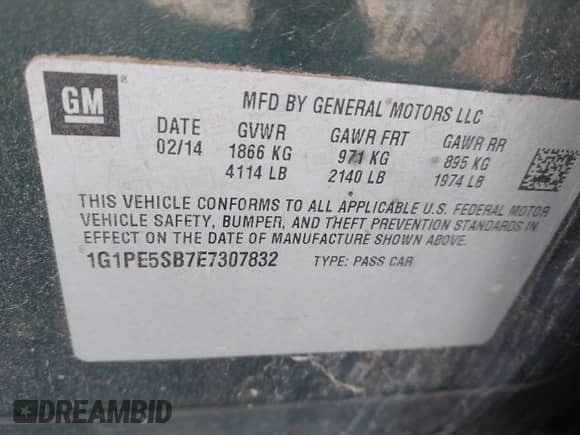 GM
®
MFD BY GENERAL MOTORS LLC
DATE GVWR GAWR FRT GAWR RR
02/14 1866 KG 971 KG 895 KG
4114 LB 2140 LB 1974 LB
THIS VEHICLE CONFORMS TO ALL APPLICABLE U.S. FEDERAL MOTOR
VEHICLE SAFETY, BUMPER, AND THEFT PREVENTION STANDARDS IN
EFFECT ON THE DATE OF MANUFACTURE SHOWN ABOVE.
1G1PE5SB7E7307832 TYPE: PASS CAR
DREAMBID